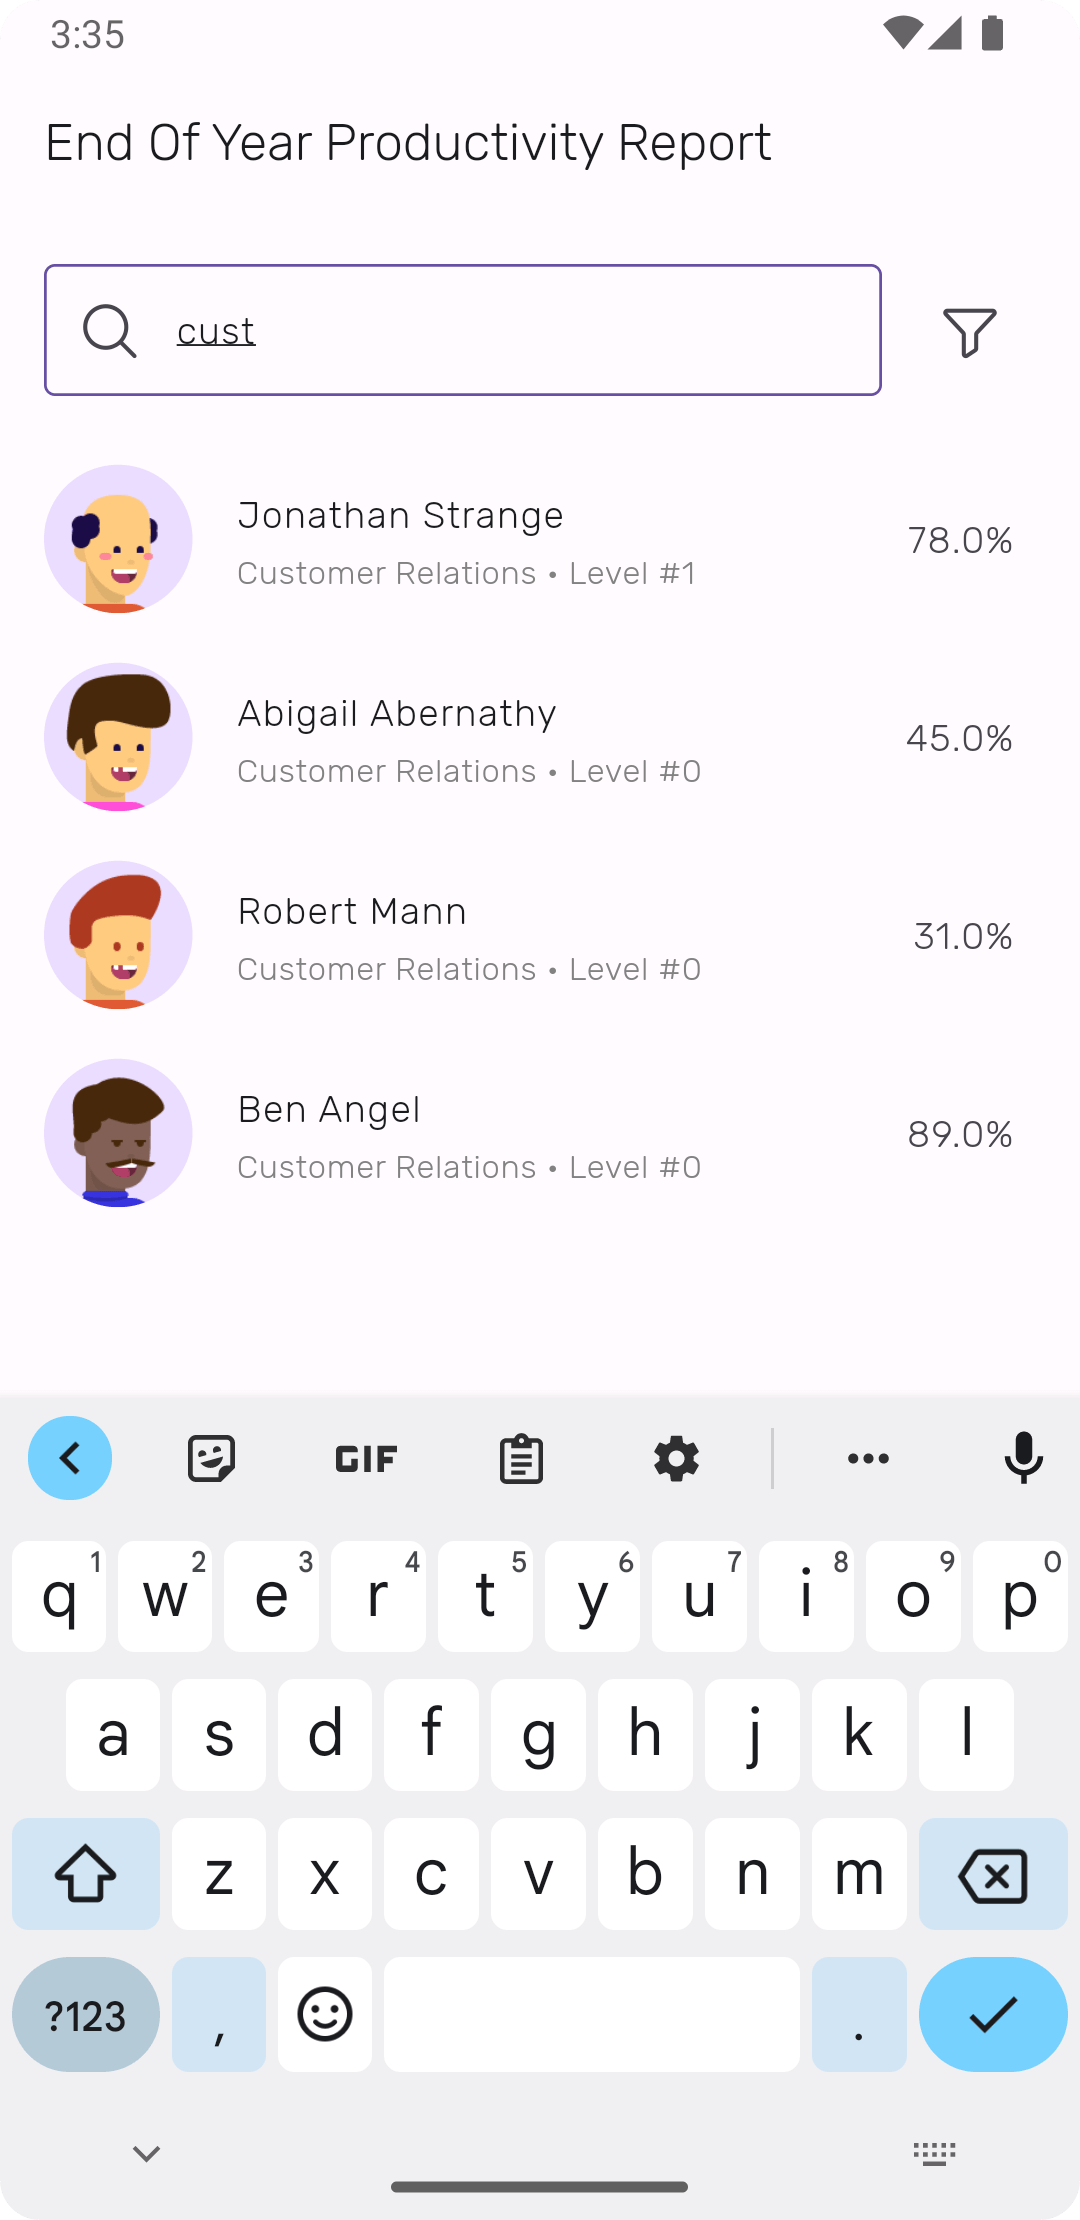 3:35
End Of Year Productivity Report
cust
Jonathan Strange
78.0%
Customer Relations • Level #1
Abigail Abernathy
45.0%
Customer Relations • Level #0
Robert Mann
31.0%
Customer Relations • Level #0
Ben Angel
89.0%
Customer Relations • Level #0
GIF
q 1 w 2 e 3 r 4 t 5 y 6 u 7 i 8 o 9 p 0
a s d f g h j k l
z x c v b n m
?123 , .